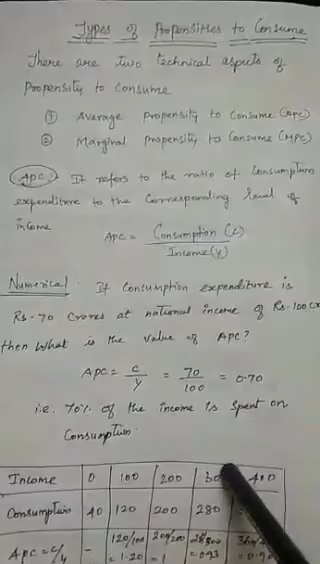 Types of Propensities to Consume
There are two technical aspects of
Propensity to Consume
① Average Propensity to Consume (APC)
② Marginal Propensity to Consume (MPC)
APC: It refers to the ratio of Consumption
expenditure to the Corresponding level of
income
APC = Consumption (C)
Income (Y)
Numerical: If Consumption expenditure is
Rs. 70 Crores at national income of Rs. 100 Cr
then What is the value of APC?
APC = C/Y = 70/100 = 0.70
i.e. 70% of the income is Spent on
Consumption.
Income 0 100 200 400
Consumption 40 120 200 280
APC = C/Y - 120/100 200/200
= 1.20 = 1 = 0.93